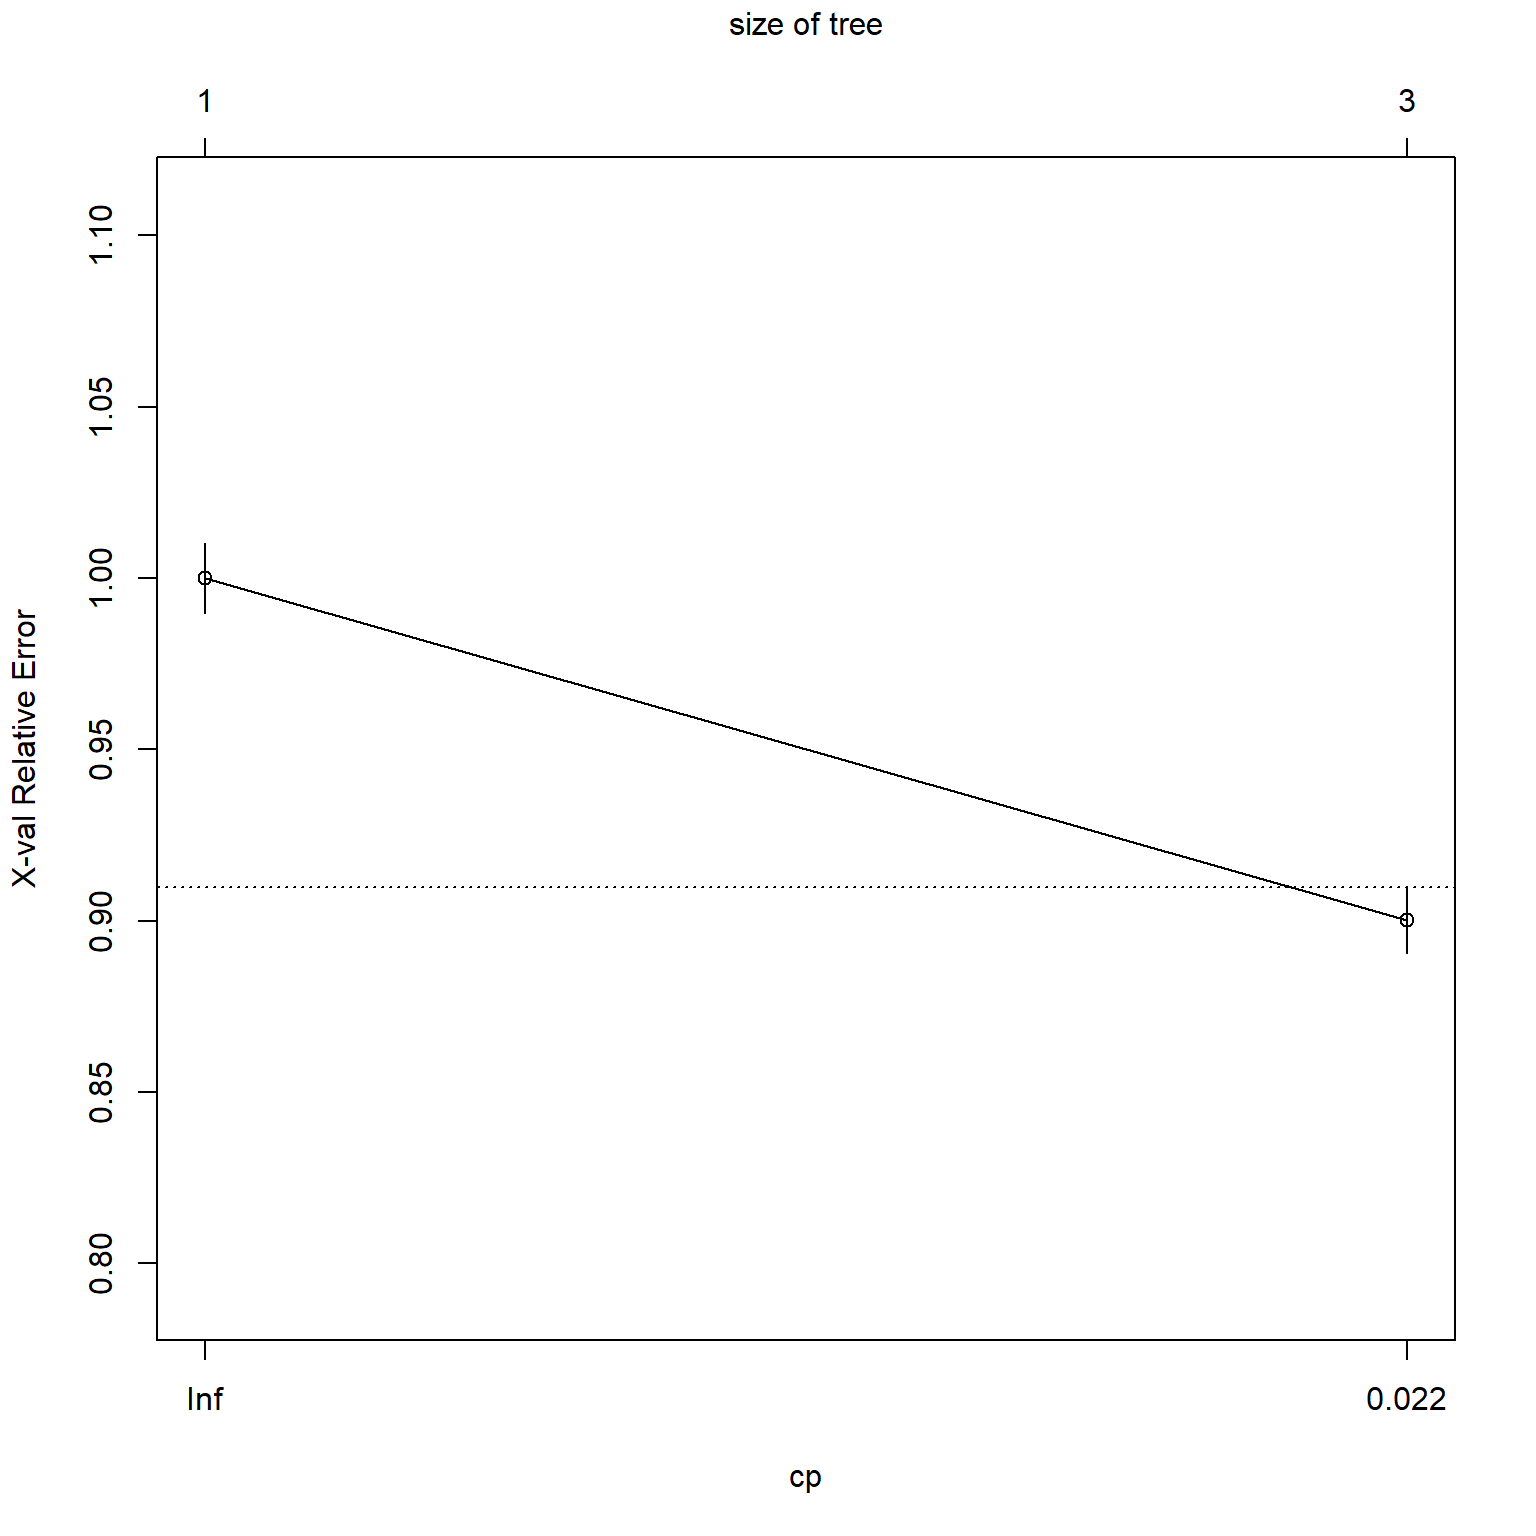 size of tree
1 3
1.10
1.05
1.00
0.95
0.90
0.85
0.80
X-val Relative Error
Inf 0.022
cp